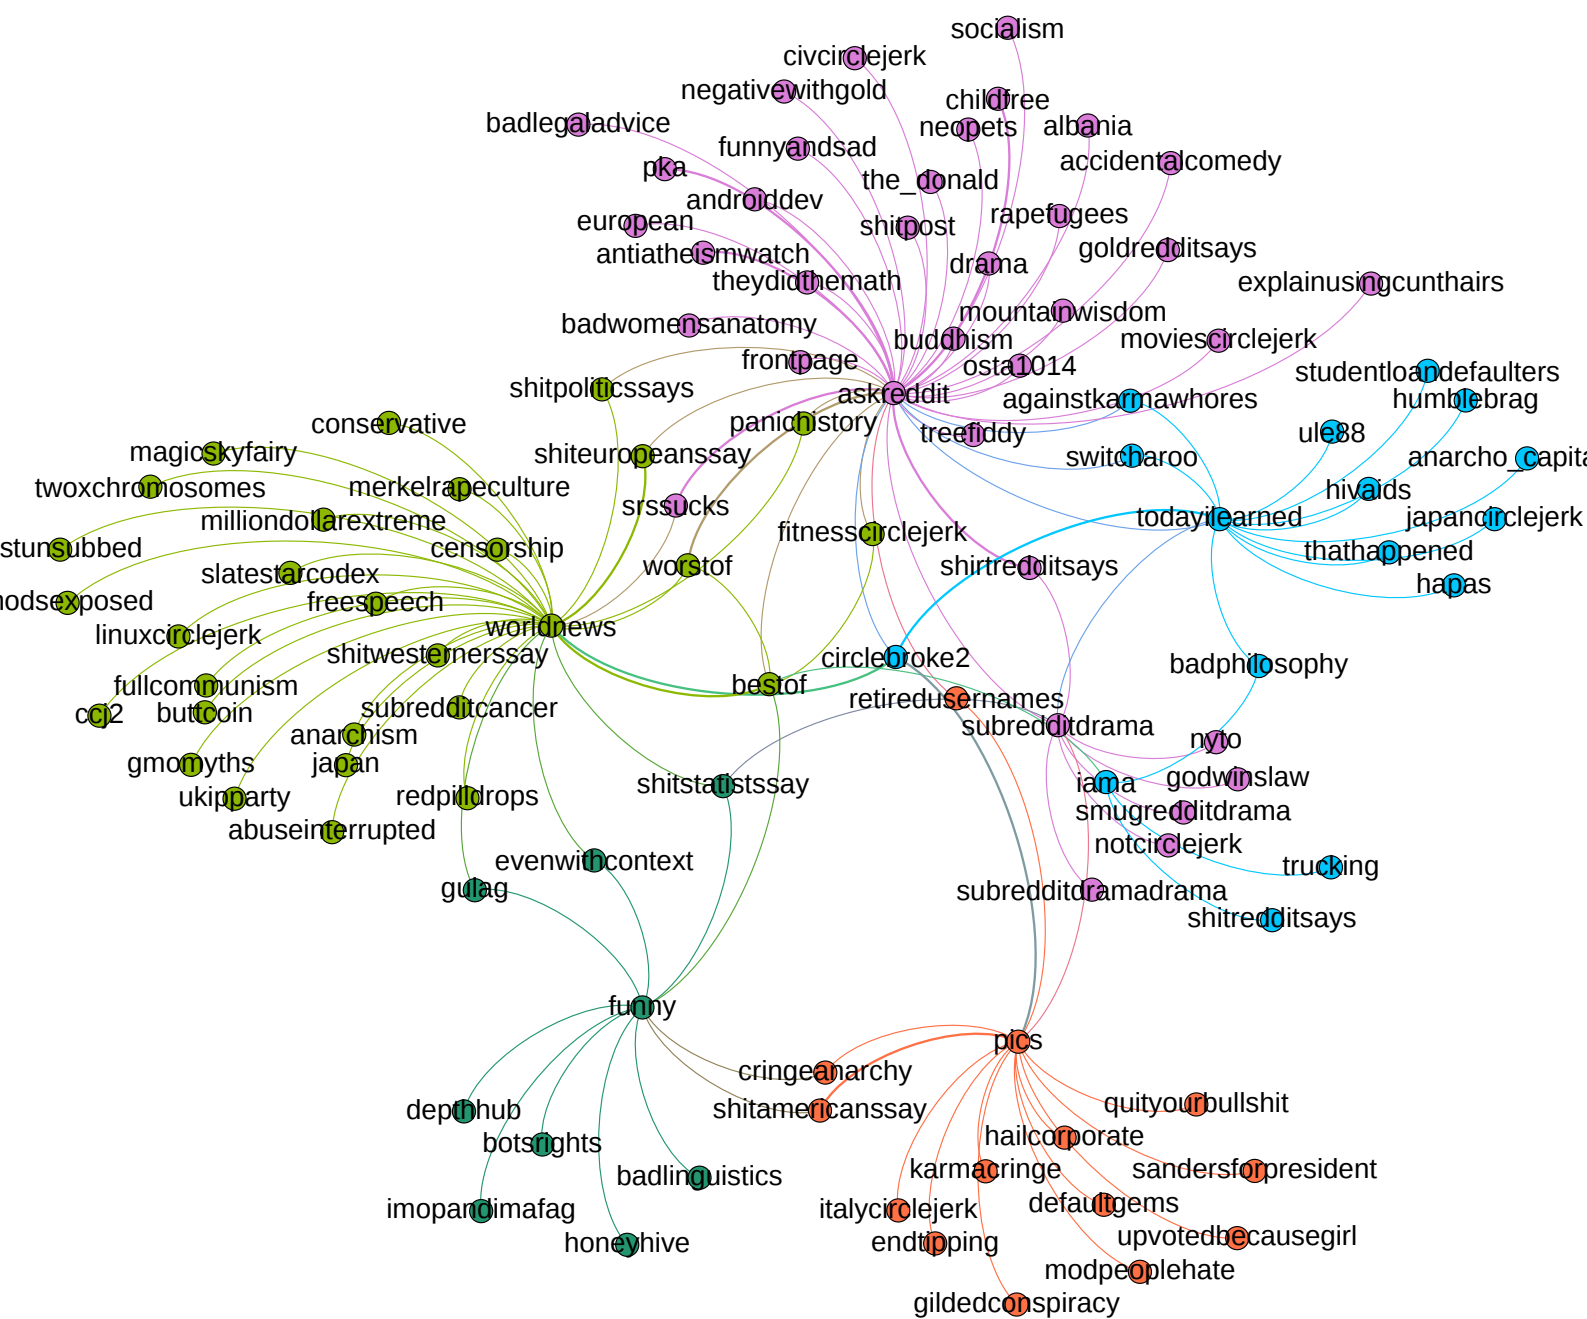 socialism
civcirclejerk
negativewithgold
childfree
badlegaladvice
neopets
albania
funnyandsad
accidentalcomedy
pka
the_donald
androiddev
european
shitpost
rapefugees
antiatheismwatch
drama
goldredditsays
theydidthemath
explainusingcunthairs
badwomensanatomy
mountainwisdom
buddhism
moviescirclejerk
frontpage
osta1014
studentloandefaulters
shitpoliticssays
askreddit
againstkarmawhores
humblebrag
conservative
panichistory
treefiddy
ule88
magicskyfairy
shiteuropeanssay
switcharoo
anarcho_capita
twoxchromosomes
merkelrapeculture
hivaids
srssucks
milliondollarextreme
todayilearned
japancirclejerk
fitnesscirclejerk
stunsubbed
censorship
thathappened
slatestarcodex
worstof
shirtredditsays
hapas
nodsexposed
freespeech
linuxcirclejerk
worldnews
shitwesternerssay
circlebroke2
badphilosophy
fullcommunism
bestof
retiredusernames
ccj2
buttcoin
subredditcancer
subredditdrama
anarchism
nyto
gmomyths
japan
shitstatistssay
iama
godwinslaw
ukipparty
redpilldrops
smugredditdrama
abuseinterrupted
notcirclejerk
evenwithcontext
trucking
gulag
subredditdramadrama
shitredditsays
funny
pics
cringeanarchy
depthhub
shitamericanssay
quityourbullshit
botsrights
hailcorporate
badlinguistics
karmacringe
sandersforpresident
imopandimafag
italycirclejerk
defaultgems
honeyhive
endtipping
upvotedbecausegirl
modpeoplehate
gildedconspiracy